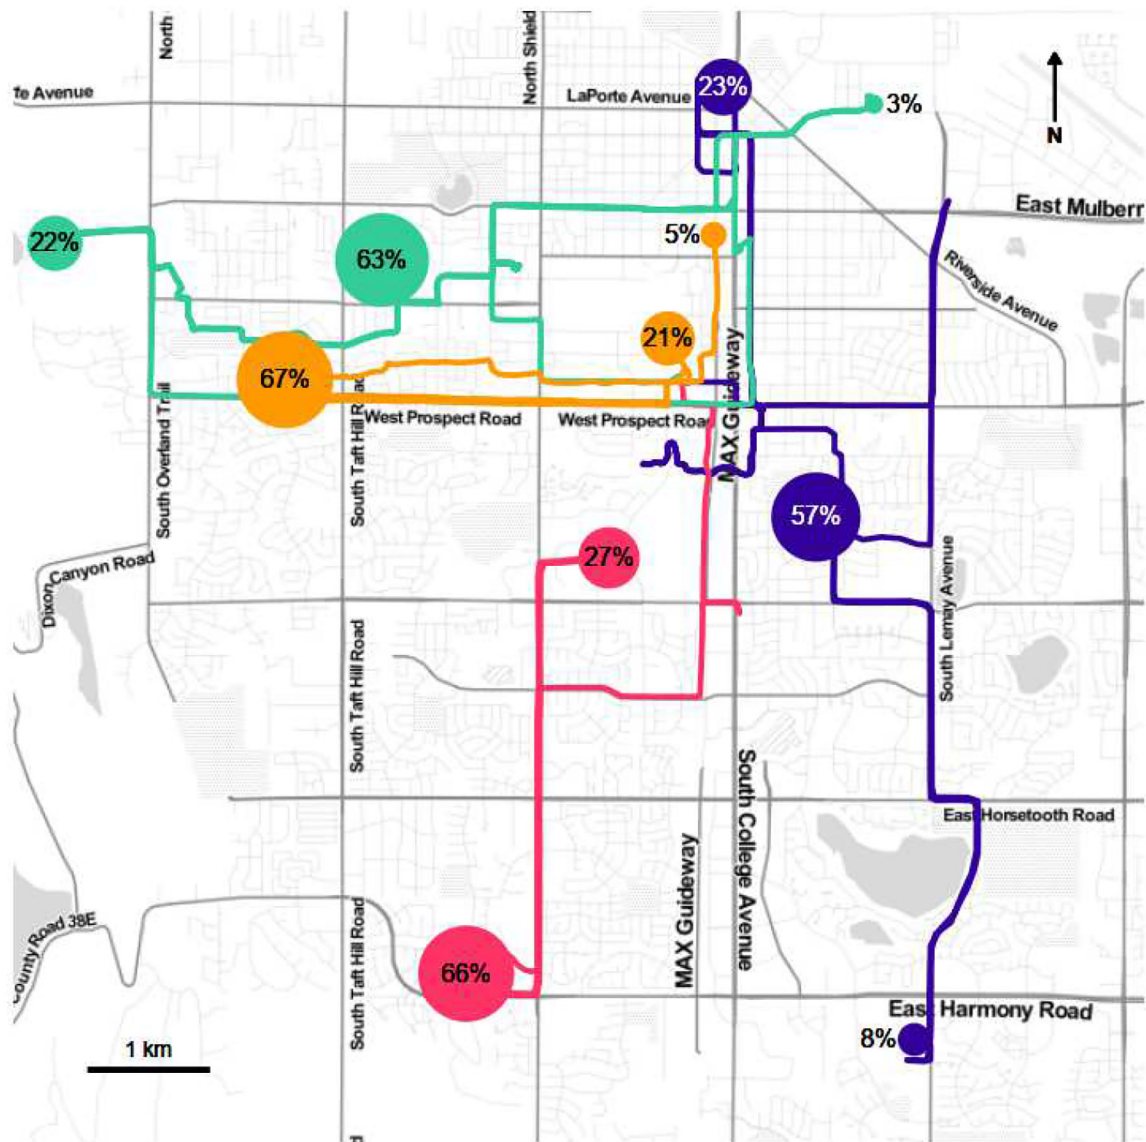 North
North Shield
23%
fe Avenue
LaPorte Avenue
3%
N
East Mulberr
22%
63%
5%
Riverside Avenue
21%
67%
MAX Guideway
South Overland Trail
South Taft Hill Road
West Prospect Road
West Prospect Road
57%
27%
Dixon
Canyon Road
South Lemay Avenue
South Taft Hill Road
South College Avenue
East Horsetooth Road
MAX Guideway
County Road 38E
South Taft Hill Road
66%
East Harmony Road
8%
1 km